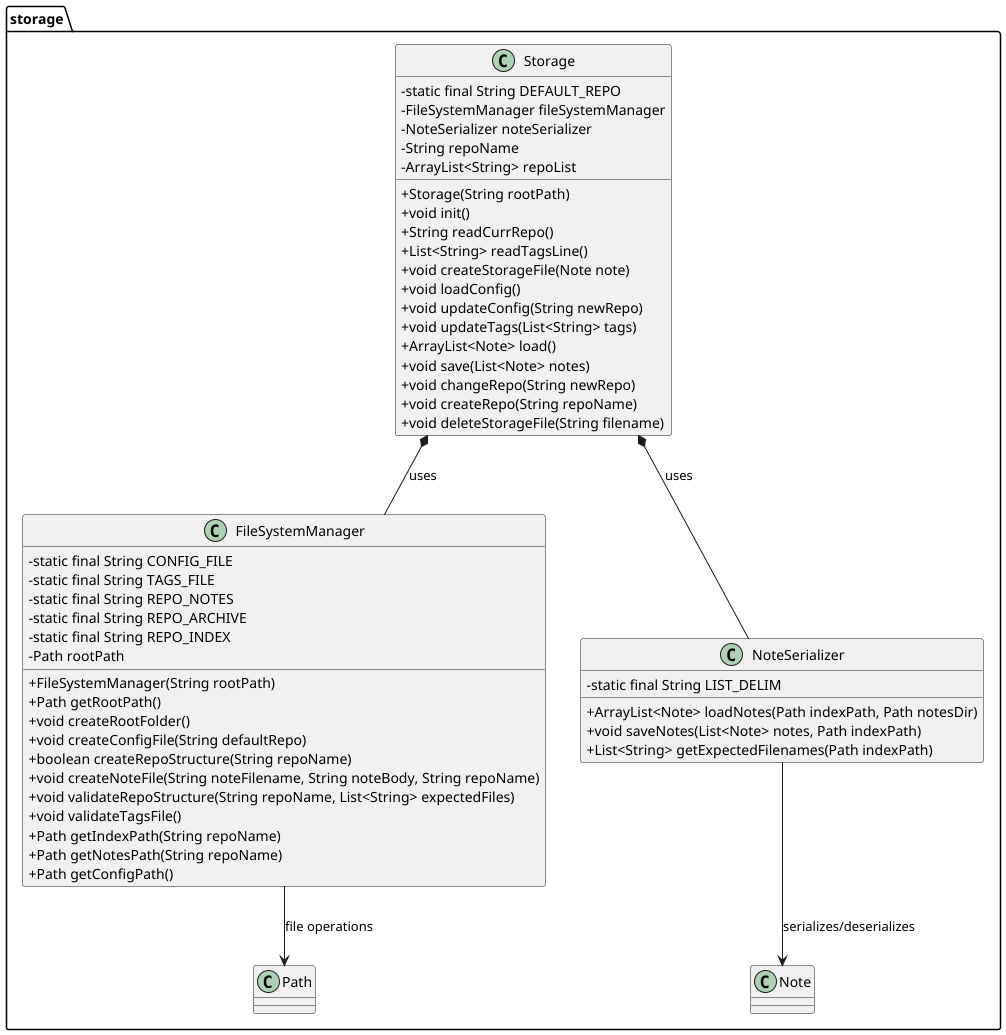 storage
C Storage
-static final String DEFAULT_REPO
-FileSystemManager fileSystemManager
-NoteSerializer noteSerializer
-String repoName
-ArrayList<String> repoList
+Storage(String rootPath)
+void init()
+String readCurrRepo()
+List<String> readTagsLine()
+void createStorageFile(Note note)
+void loadConfig()
+void updateConfig(String newRepo)
+void updateTags(List<String> tags)
+ArrayList<Note> load()
+void save(List<Note> notes)
+void changeRepo(String newRepo)
+void createRepo(String repoName)
+void deleteStorageFile(String filename)
uses
uses
C FileSystemManager
-static final String CONFIG_FILE
-static final String TAGS_FILE
-static final String REPO_NOTES
-static final String REPO_ARCHIVE
-static final String REPO_INDEX
-Path rootPath
+FileSystemManager(String rootPath)
+Path getRootPath()
+void createRootFolder()
+void createConfigFile(String defaultRepo)
+boolean createRepoStructure(String repoName)
+void createNoteFile(String noteFilename, String noteBody, String repoName)
+void validateRepoStructure(String repoName, List<String> expectedFiles)
+void validateTagsFile()
+Path getIndexPath(String repoName)
+Path getNotesPath(String repoName)
+Path getConfigPath()
C NoteSerializer
-static final String LIST_DELIM
+ArrayList<Note> loadNotes(Path indexPath, Path notesDir)
+void saveNotes(List<Note> notes, Path indexPath)
+List<String> getExpectedFilenames(Path indexPath)
file operations
serializes/deserializes
C Path
C Note